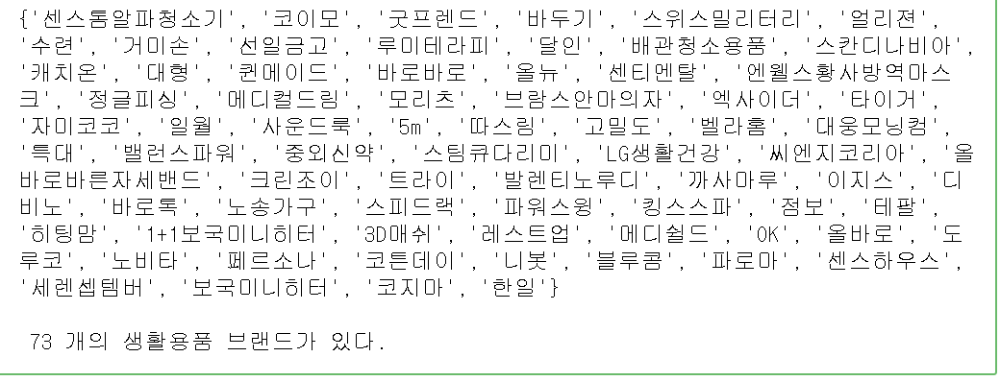 {'센스톰알파청소기', '코이모', '굿프렌드', '바두기', '스위스밀리터리', '얼리젼',
'수련', '거미손', '선일금고', '루미테라피', '달인', '배관청소용품', '스칸디나비아',
'캐치온', '대형', '퀸메이드', '바로바로', '올뉴', '센티멘탈', '엔웰스황사방역마스
크', '정글피싱', '메디컬드림', '모리츠', '브람스안마의자', '엑사이더', '타이거',
'자미코코', '일월', '사운드룩', '5m', '따스림', '고밀도', '벨라홈', '대웅모닝컴',
'특대', '밸런스파워', '중외신약', '스팀큐다리미', 'LG생활건강', '씨엔지코리아', '올
바로바른자세밴드', '크린조이', '트라이', '발렌티노루디', '까사마루', '이지스', '디
비노', '바로톡', '노송가구', '스피드랙', '파워스윙', '킹스스파', '점보', '테팔',
'히팅맘', '1+1보국미니히터', '3D매쉬', '레스트업', '메디쉴드', 'OK', '올바로', '도
루코', '노비타', '페르소나', '코튼데이', '니봇', '블루콤', '파로마', '센스하우스',
'세렌셉템버', '보국미니히터', '코지마', '한일'}
73 개의 생활용품 브랜드가 있다.